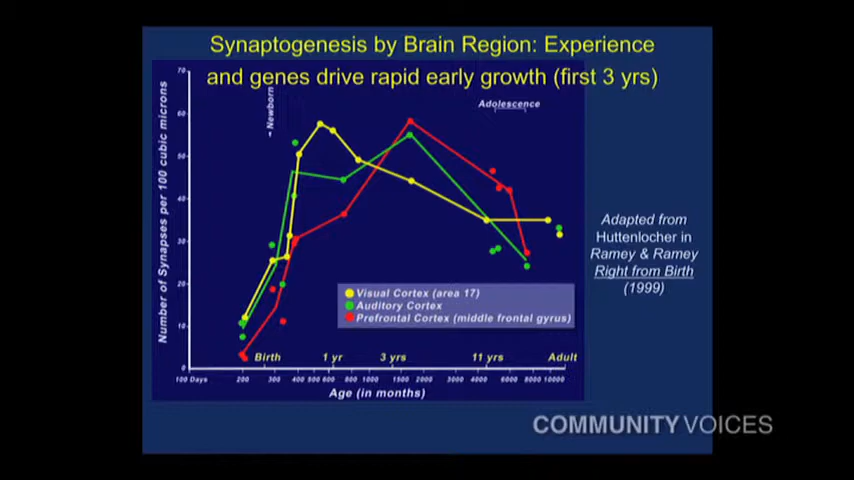 Synaptogenesis by Brain Region: Experience
and genes drive rapid early growth (first 3 yrs)
Number of Synapses per 100 cubic microns
70
60
50
40
30
20
10
0
Newborn
Adolescence
Visual Cortex (area 17)
Auditory Cortex
Prefrontal Cortex (middle frontal gyrus)
Birth 1 yr 3 yrs 11 yrs Adult
100 Days 200 300 400 500 600 800 1000 1500 2000 3000 4000 6000 8000 10000
Age (in months)
Adapted from
Huttenlocher in
Ramey & Ramey
Right from Birth
(1999)
COMMUNITY VOICES